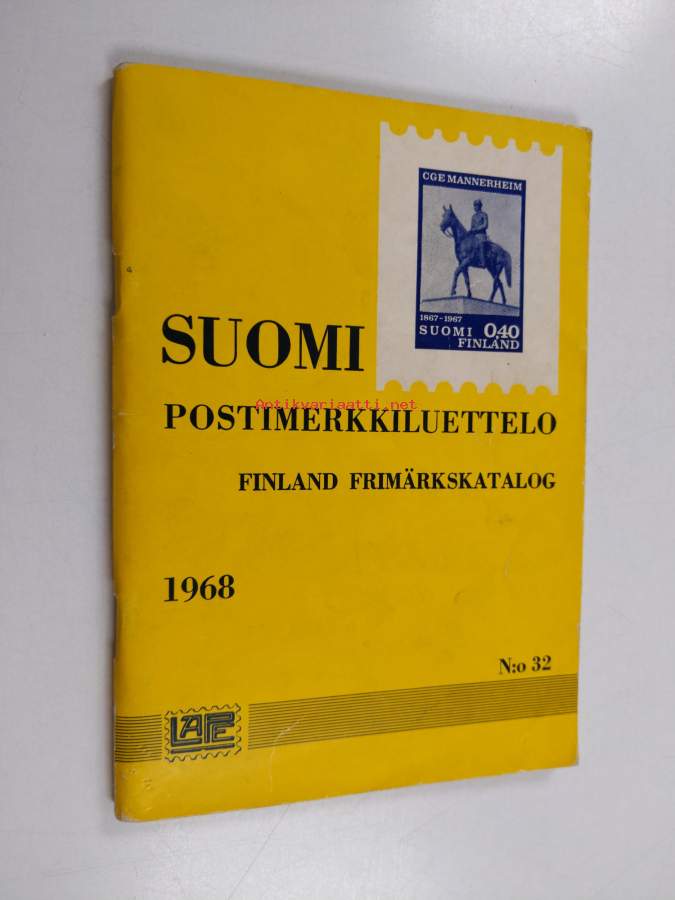 CGE MANNERHEIM
1867-1967
SUOMI 0,40
FINLAND
SUOMI
Antikvariaatti.net
POSTIMERKKILUETTELO
FINLAND FRIMÄRKSKATALOG
1968
N:o 32
LAPE